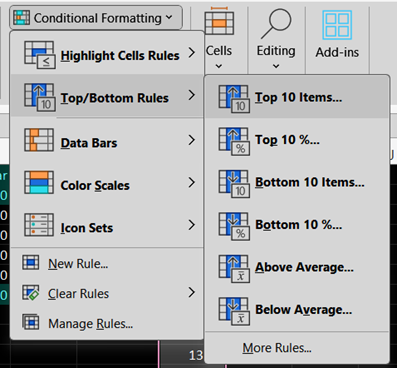 Conditional Formatting
Highlight Cells Rules
Top/Bottom Rules
Data Bars
Color Scales
Icon Sets
New Rule...
Clear Rules
Manage Rules...
Cells
Editing
Add-ins
Top 10 Items...
Top 10 %...
Bottom 10 Items...
Bottom 10 %...
Above Average...
Below Average...
More Rules...
13